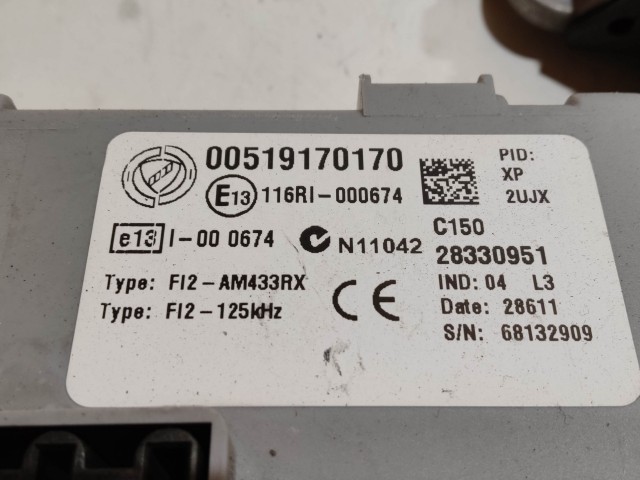 00519170170
E13 116RI-000674
e13 I-00 0674
N11042
Type: FI2-AM433RX
Type: FI2-125kHz
CE
PID:
XP
2UJX
C150
28330951
IND: 04 L3
Date: 28611
S/N: 68132909